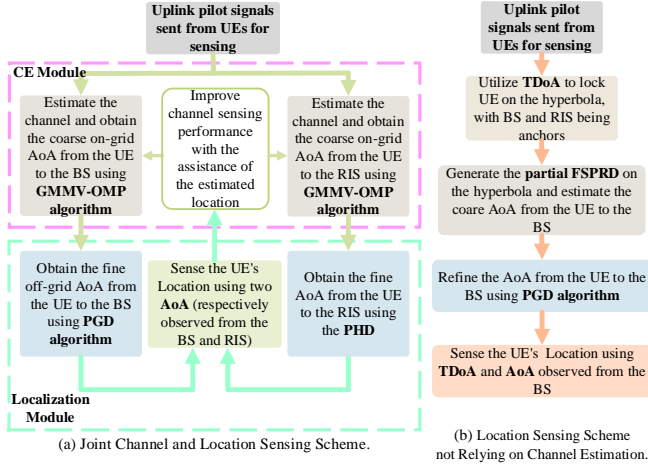 Uplink pilot signals
sent from UEs for
sensing
CE Module
Estimate the
channel and obtain
the coarse on-grid
AoA from the UE
to the BS using
GMMV-OMP
algorithm
Improve
channel sensing
performance
with the
assistance of
the estimated
location
Estimate the
channel and obtain
the coarse on-grid
AoA from the UE
to the RIS using
GMMV-OMP
algorithm
Obtain the fine
off-grid AoA from
the UE to the BS
using PGD
algorithm
Sense the UE's
Location using two
AoA (respectively
observed from the
BS and RIS)
Obtain the fine
AoA from the UE
to the RIS using
the PHD
Localization
Module
(a) Joint Channel and Location Sensing Scheme.
Uplink pilot
signals sent from
UEs for sensing
Utilize TDoA to lock
UE on the hyperbola,
with BS and RIS being
anchors
Generate the partial FSPRD on
the hyperbola and estimate the
coare AoA from the UE to the
BS
Refine the AoA from the UE to the
BS using PGD algorithm
Sense the UE's Location using
TDoA and AoA observed from the
BS
(b) Location Sensing Scheme
not Relying on Channel Estimation.